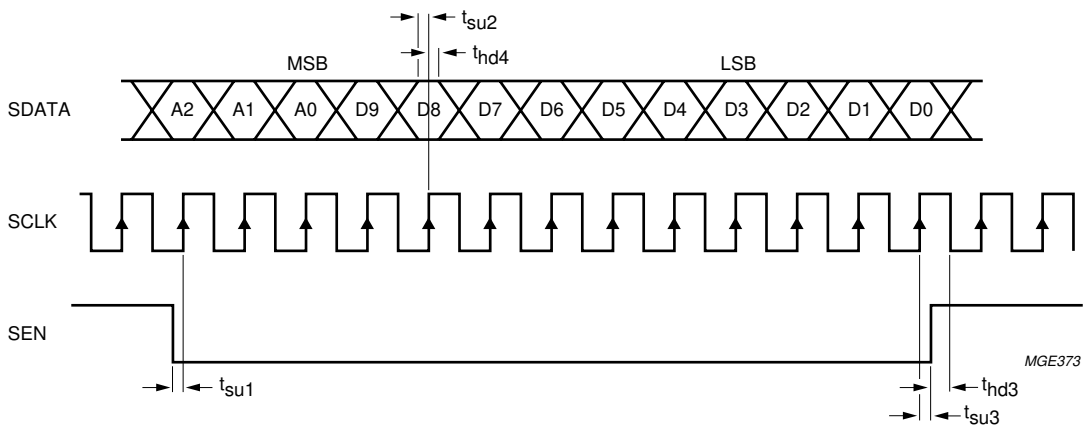 tsu2
thd4
MSB LSB
SDATA A2 A1 A0 D9 D8 D7 D6 D5 D4 D3 D2 D1 D0
SCLK
SEN
MGE373
tsu1 thd3
tsu3